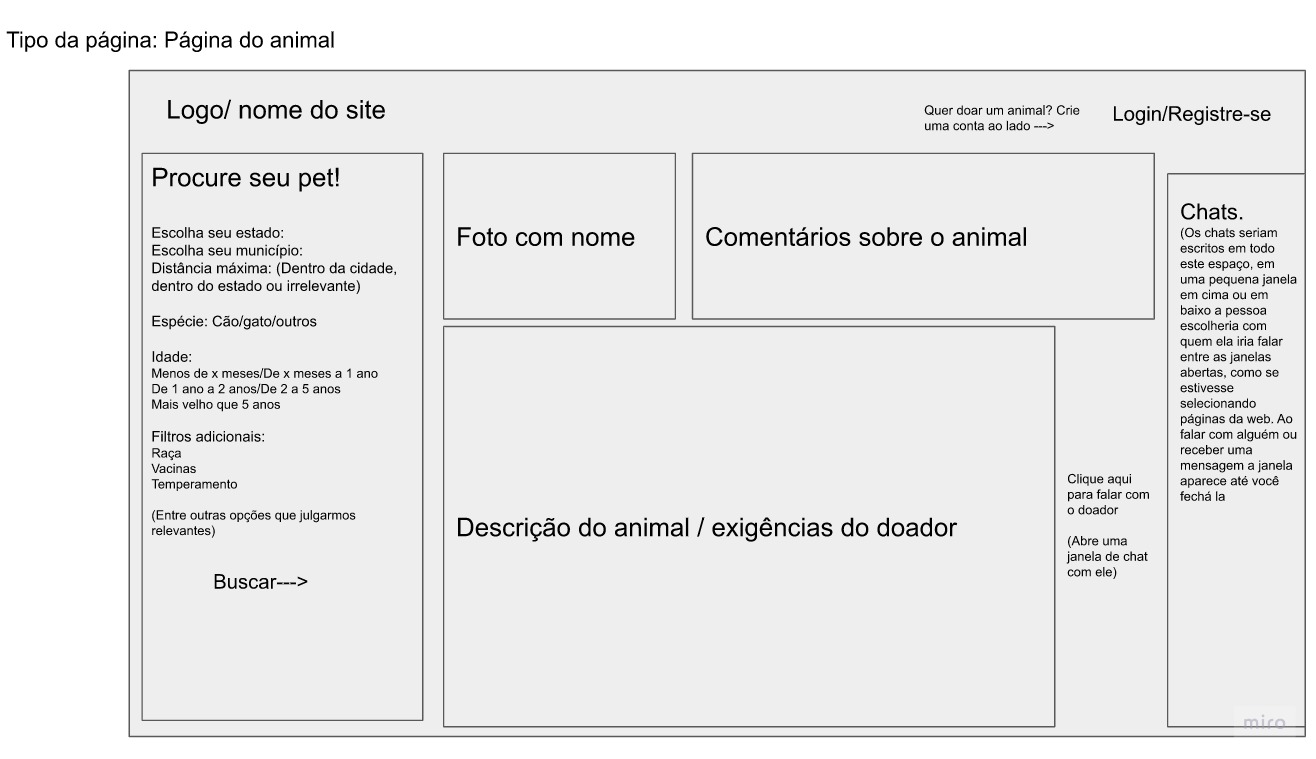 Tipo da página: Página do animal
Logo/ nome do site
Quer doar um animal? Crie
uma conta ao lado --->
Login/Registre-se
Procure seu pet!
Escolha seu estado:
Escolha seu município:
Distância máxima: (Dentro da cidade,
dentro do estado ou irrelevante)
Espécie: Cão/gato/outros
Idade:
Menos de x meses/De x meses a 1 ano
De 1 ano a 2 anos/De 2 a 5 anos
Mais velho que 5 anos
Filtros adicionais:
Raça
Vacinas
Temperamento
(Entre outras opções que julgarmos
relevantes)
Buscar--->
Foto com nome
Comentários sobre o animal
Descrição do animal / exigências do doador
Clique aqui
para falar com
o doador
(Abre uma
janela de chat
com ele)
Chats.
(Os chats seriam
escritos em todo
este espaço, em
uma pequena janela
em cima ou em
baixo a pessoa
escolheria com
quem ela iria falar
entre as janelas
abertas, como se
estivesse
selecionando
páginas da web. Ao
falar com alguém ou
receber uma
mensagem a janela
aparece até você
fechá la
miro